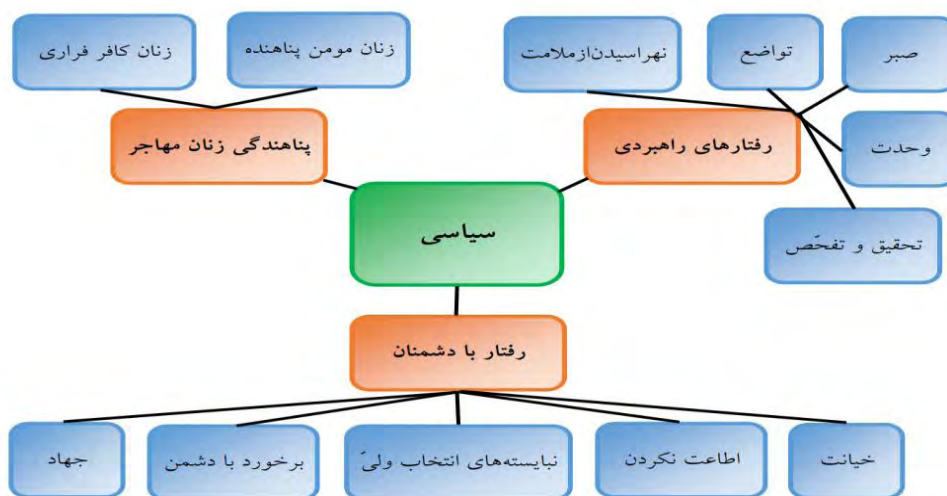 صبر
تواضع
نهراسیدن‌ازملامت
زنان مومن پناهنده
زنان کافر فراری
رفتارهای راهبردی
پناهندگی زنان مهاجر
وحدت
سیاسی
تحقیق و تفحّص
رفتار با دشمنان
خیانت
اطاعت نکردن
نبایسته‌های انتخاب ولیّ
برخورد با دشمن
جهاد